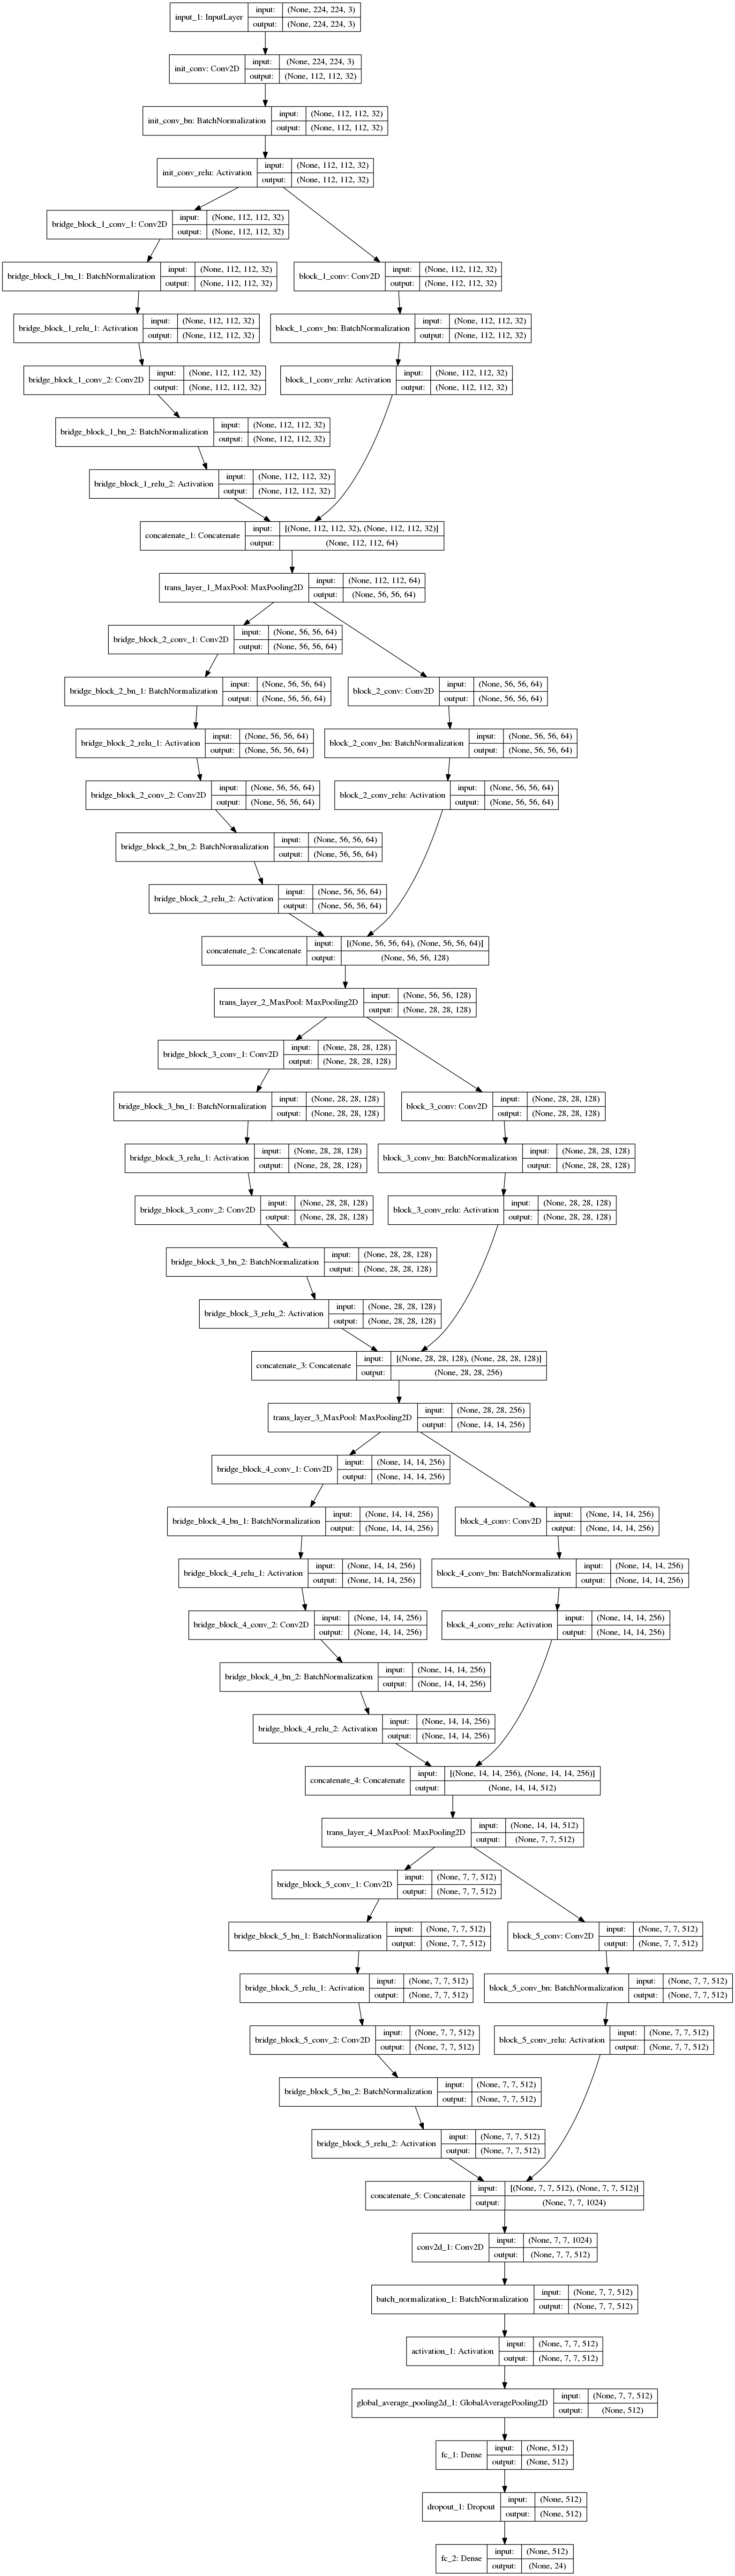 input_1: InputLayer
input: (None, 224, 224, 3)
output: (None, 224, 224, 3)
init_conv: Conv2D
input: (None, 224, 224, 3)
output: (None, 112, 112, 32)
init_conv_bn: BatchNormalization
input: (None, 112, 112, 32)
output: (None, 112, 112, 32)
init_conv_relu: Activation
input: (None, 112, 112, 32)
output: (None, 112, 112, 32)
bridge_block_1_conv_1: Conv2D
input: (None, 112, 112, 32)
output: (None, 112, 112, 32)
bridge_block_1_bn_1: BatchNormalization
input: (None, 112, 112, 32)
output: (None, 112, 112, 32)
block_1_conv: Conv2D
input: (None, 112, 112, 32)
output: (None, 112, 112, 32)
bridge_block_1_relu_1: Activation
input: (None, 112, 112, 32)
output: (None, 112, 112, 32)
block_1_conv_bn: BatchNormalization
input: (None, 112, 112, 32)
output: (None, 112, 112, 32)
bridge_block_1_conv_2: Conv2D
input: (None, 112, 112, 32)
output: (None, 112, 112, 32)
block_1_conv_relu: Activation
input: (None, 112, 112, 32)
output: (None, 112, 112, 32)
bridge_block_1_bn_2: BatchNormalization
input: (None, 112, 112, 32)
output: (None, 112, 112, 32)
bridge_block_1_relu_2: Activation
input: (None, 112, 112, 32)
output: (None, 112, 112, 32)
concatenate_1: Concatenate
input: [(None, 112, 112, 32), (None, 112, 112, 32)]
output: (None, 112, 112, 64)
trans_layer_1_MaxPool: MaxPooling2D
input: (None, 112, 112, 64)
output: (None, 56, 56, 64)
bridge_block_2_conv_1: Conv2D
input: (None, 56, 56, 64)
output: (None, 56, 56, 64)
bridge_block_2_bn_1: BatchNormalization
input: (None, 56, 56, 64)
output: (None, 56, 56, 64)
block_2_conv: Conv2D
input: (None, 56, 56, 64)
output: (None, 56, 56, 64)
bridge_block_2_relu_1: Activation
input: (None, 56, 56, 64)
output: (None, 56, 56, 64)
block_2_conv_bn: BatchNormalization
input: (None, 56, 56, 64)
output: (None, 56, 56, 64)
bridge_block_2_conv_2: Conv2D
input: (None, 56, 56, 64)
output: (None, 56, 56, 64)
block_2_conv_relu: Activation
input: (None, 56, 56, 64)
output: (None, 56, 56, 64)
bridge_block_2_bn_2: BatchNormalization
input: (None, 56, 56, 64)
output: (None, 56, 56, 64)
bridge_block_2_relu_2: Activation
input: (None, 56, 56, 64)
output: (None, 56, 56, 64)
concatenate_2: Concatenate
input: [(None, 56, 56, 64), (None, 56, 56, 64)]
output: (None, 56, 56, 128)
trans_layer_2_MaxPool: MaxPooling2D
input: (None, 56, 56, 128)
output: (None, 28, 28, 128)
bridge_block_3_conv_1: Conv2D
input: (None, 28, 28, 128)
output: (None, 28, 28, 128)
bridge_block_3_bn_1: BatchNormalization
input: (None, 28, 28, 128)
output: (None, 28, 28, 128)
block_3_conv: Conv2D
input: (None, 28, 28, 128)
output: (None, 28, 28, 128)
bridge_block_3_relu_1: Activation
input: (None, 28, 28, 128)
output: (None, 28, 28, 128)
block_3_conv_bn: BatchNormalization
input: (None, 28, 28, 128)
output: (None, 28, 28, 128)
bridge_block_3_conv_2: Conv2D
input: (None, 28, 28, 128)
output: (None, 28, 28, 128)
block_3_conv_relu: Activation
input: (None, 28, 28, 128)
output: (None, 28, 28, 128)
bridge_block_3_bn_2: BatchNormalization
input: (None, 28, 28, 128)
output: (None, 28, 28, 128)
bridge_block_3_relu_2: Activation
input: (None, 28, 28, 128)
output: (None, 28, 28, 128)
concatenate_3: Concatenate
input: [(None, 28, 28, 128), (None, 28, 28, 128)]
output: (None, 28, 28, 256)
trans_layer_3_MaxPool: MaxPooling2D
input: (None, 28, 28, 256)
output: (None, 14, 14, 256)
bridge_block_4_conv_1: Conv2D
input: (None, 14, 14, 256)
output: (None, 14, 14, 256)
bridge_block_4_bn_1: BatchNormalization
input: (None, 14, 14, 256)
output: (None, 14, 14, 256)
block_4_conv: Conv2D
input: (None, 14, 14, 256)
output: (None, 14, 14, 256)
bridge_block_4_relu_1: Activation
input: (None, 14, 14, 256)
output: (None, 14, 14, 256)
block_4_conv_bn: BatchNormalization
input: (None, 14, 14, 256)
output: (None, 14, 14, 256)
bridge_block_4_conv_2: Conv2D
input: (None, 14, 14, 256)
output: (None, 14, 14, 256)
block_4_conv_relu: Activation
input: (None, 14, 14, 256)
output: (None, 14, 14, 256)
bridge_block_4_bn_2: BatchNormalization
input: (None, 14, 14, 256)
output: (None, 14, 14, 256)
bridge_block_4_relu_2: Activation
input: (None, 14, 14, 256)
output: (None, 14, 14, 256)
concatenate_4: Concatenate
input: [(None, 14, 14, 256), (None, 14, 14, 256)]
output: (None, 14, 14, 512)
trans_layer_4_MaxPool: MaxPooling2D
input: (None, 14, 14, 512)
output: (None, 7, 7, 512)
bridge_block_5_conv_1: Conv2D
input: (None, 7, 7, 512)
output: (None, 7, 7, 512)
bridge_block_5_bn_1: BatchNormalization
input: (None, 7, 7, 512)
output: (None, 7, 7, 512)
block_5_conv: Conv2D
input: (None, 7, 7, 512)
output: (None, 7, 7, 512)
bridge_block_5_relu_1: Activation
input: (None, 7, 7, 512)
output: (None, 7, 7, 512)
block_5_conv_bn: BatchNormalization
input: (None, 7, 7, 512)
output: (None, 7, 7, 512)
bridge_block_5_conv_2: Conv2D
input: (None, 7, 7, 512)
output: (None, 7, 7, 512)
block_5_conv_relu: Activation
input: (None, 7, 7, 512)
output: (None, 7, 7, 512)
bridge_block_5_bn_2: BatchNormalization
input: (None, 7, 7, 512)
output: (None, 7, 7, 512)
bridge_block_5_relu_2: Activation
input: (None, 7, 7, 512)
output: (None, 7, 7, 512)
concatenate_5: Concatenate
input: [(None, 7, 7, 512), (None, 7, 7, 512)]
output: (None, 7, 7, 1024)
conv2d_1: Conv2D
input: (None, 7, 7, 1024)
output: (None, 7, 7, 512)
batch_normalization_1: BatchNormalization
input: (None, 7, 7, 512)
output: (None, 7, 7, 512)
activation_1: Activation
input: (None, 7, 7, 512)
output: (None, 7, 7, 512)
global_average_pooling2d_1: GlobalAveragePooling2D
input: (None, 7, 7, 512)
output: (None, 512)
fc_1: Dense
input: (None, 512)
output: (None, 512)
dropout_1: Dropout
input: (None, 512)
output: (None, 512)
fc_2: Dense
input: (None, 512)
output: (None, 24)